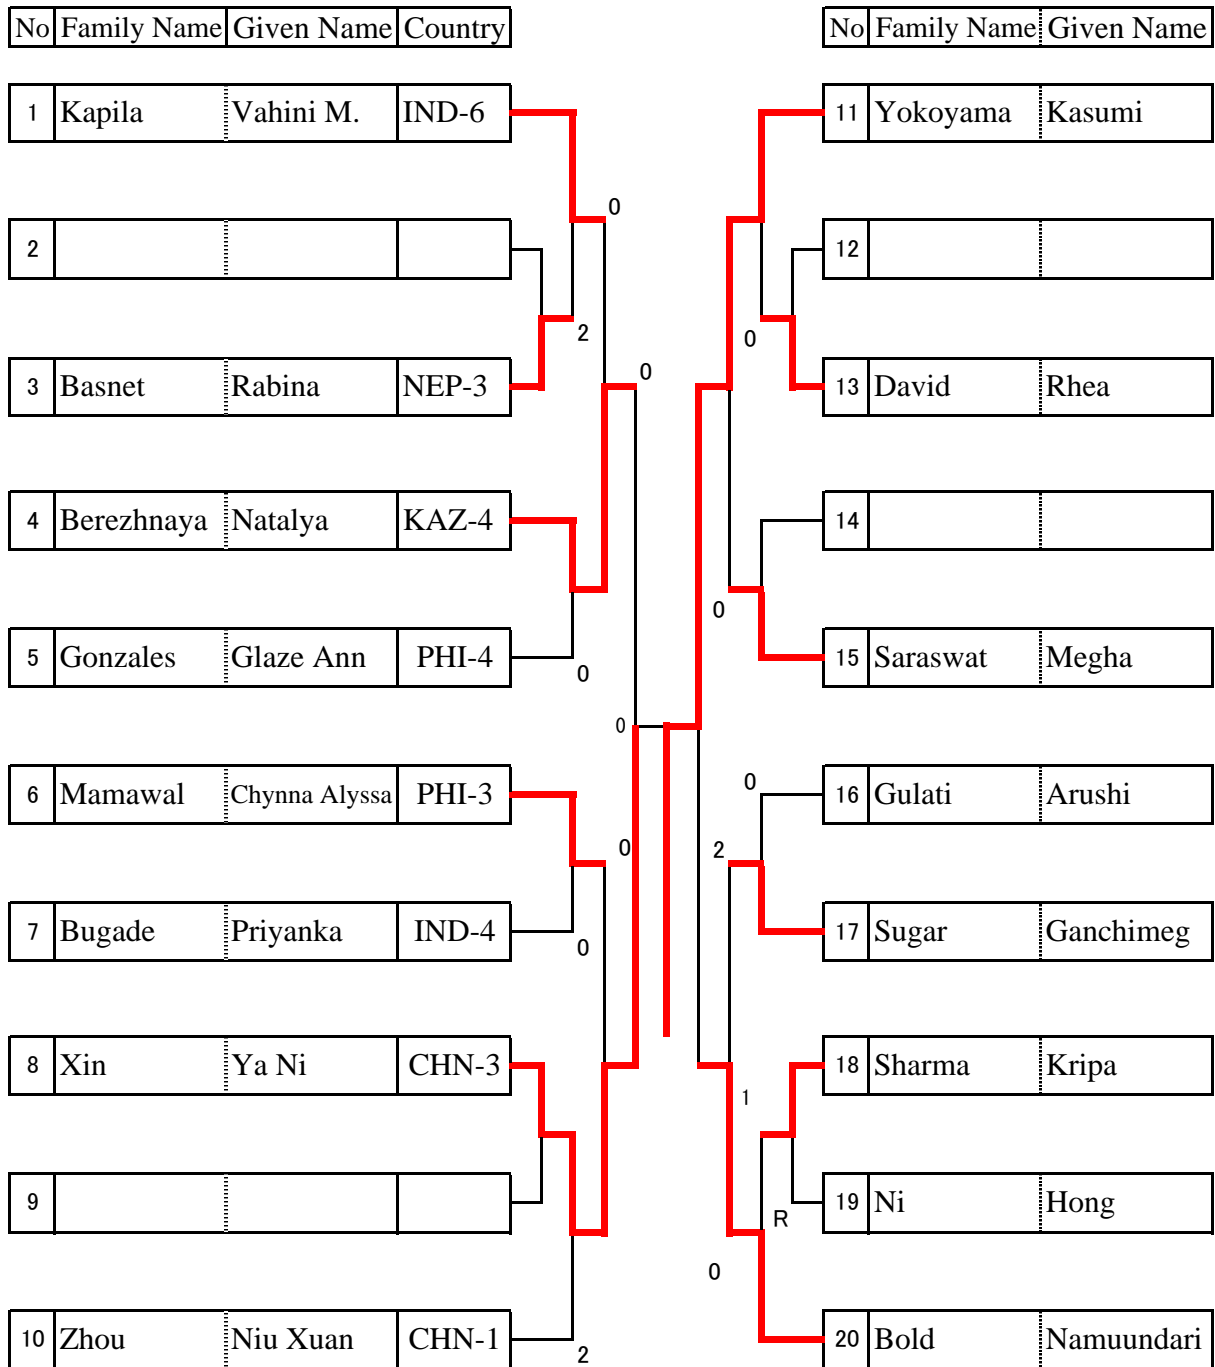 No Family Name Given Name Country
1 Kapila Vahini M. IND-6
0
2
2
3 Basnet Rabina NEP-3
0
4 Berezhnaya Natalya KAZ-4
5 Gonzales Glaze Ann PHI-4
0
0
6 Mamawal Chynna Alyssa PHI-3
0
7 Bugade Priyanka IND-4
0
8 Xin Ya Ni CHN-3
9
10 Zhou Niu Xuan CHN-1
2
No Family Name Given Name
11 Yokoyama Kasumi
12
0
13 David Rhea
14
0
15 Saraswat Megha
0
16 Gulati Arushi
2
17 Sugar Ganchimeg
18 Sharma Kripa
1
19 Ni Hong
R
0
20 Bold Namuundari